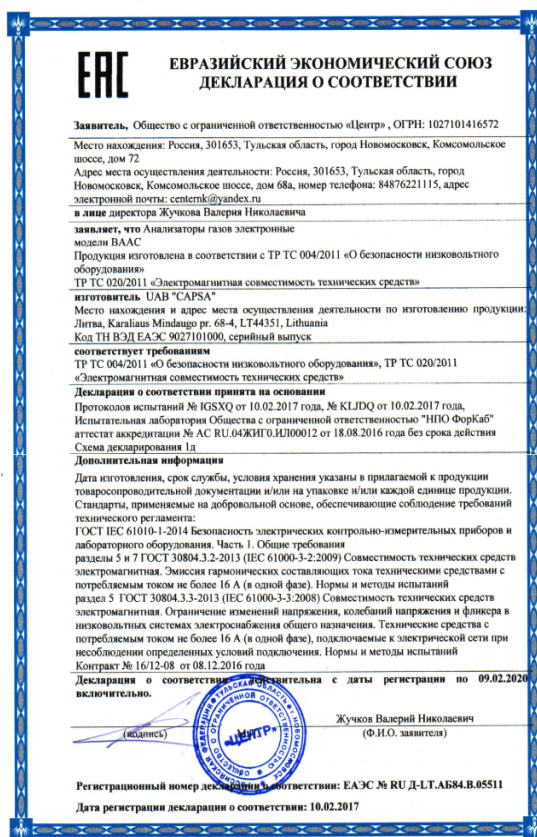 ЕАС
ЕВРАЗИЙСКИЙ ЭКОНОМИЧЕСКИЙ СОЮЗ
ДЕКЛАРАЦИЯ О СООТВЕТСТВИИ
Заявитель, Общество с ограниченной ответственностью «Центр» , ОГРН: 1027101416572
Место нахождения: Россия, 301653, Тульская область, город Новомосковск, Комсомольское
шоссе, дом 72
Адрес места осуществления деятельности: Россия, 301653, Тульская область, город
Новомосковск, Комсомольское шоссе, дом 68а, номер телефона: 84876221115, адрес
электронной почты: centernk@yandex.ru
в лице директора Жучкова Валерия Николаевича
заявляет, что Анализаторы газов электронные
модели ВААС
Продукция изготовлена в соответствии с ТР ТС 004/2011 «О безопасности низковольтного
оборудования»
ТР ТС 020/2011 «Электромагнитная совместимость технических средств»
изготовитель UAB "CAPSA"
Место нахождения и адрес места осуществления деятельности по изготовлению продукции:
Литва, Karaliaus Mindaugo pr. 68-4, LT44351, Lithuania
Код ТН ВЭД ЕАЭС 9027101000, серийный выпуск
соответствует требованиям
ТР ТС 004/2011 «О безопасности низковольтного оборудования», ТР ТС 020/2011
«Электромагнитная совместимость технических средств»
Декларация о соответствии принята на основании
Протоколов испытаний № IGSXQ от 10.02.2017 года, № KLJDQ от 10.02.2017 года,
Испытательная лаборатория Общества с ограниченной ответственностью "НПО ФорКаб"
аттестат аккредитации № АС RU.04ЖИГ0.ИЛ00012 от 18.08.2016 года без срока действия
Схема декларирования 1д
Дополнительная информация
Дата изготовления, срок службы, условия хранения указаны в прилагаемой к продукции
товаросопроводительной документации и/или на упаковке и/или каждой единице продукции.
Стандарты, применяемые на добровольной основе, обеспечивающие соблюдение требований
технического регламента:
ГОСТ IEC 61010-1-2014 Безопасность электрических контрольно-измерительных приборов и
лабораторного оборудования. Часть 1. Общие требования
разделы 5 и 7 ГОСТ 30804.3.2-2013 (IEC 61000-3-2:2009) Совместимость технических средств
электромагнитная. Эмиссия гармонических составляющих тока техническими средствами с
потребляемым током не более 16 А (в одной фазе). Нормы и методы испытаний
раздел 5 ГОСТ 30804.3.3-2013 (IEC 61000-3-3:2008) Совместимость технических средств
электромагнитная. Ограничение изменений напряжения, колебаний напряжения и фликера в
низковольтных системах электроснабжения общего назначения. Технические средства с
потребляемым током не более 16 А (в одной фазе), подключаемые к электрической сети при
несоблюдении определенных условий подключения. Нормы и методы испытаний
Контракт № 16/12-08 от 08.12.2016 года
Декларация о соответствии действительна с даты регистрации по 09.02.2020
включительно.
Жучков Валерий Николаевич
(подпись)
(Ф.И.О. заявителя)
«ЦЕНТР»
Регистрационный номер декларации о соответствии: ЕАЭС № RU Д-LT.АБ84.В.05511
Дата регистрации декларации о соответствии: 10.02.2017